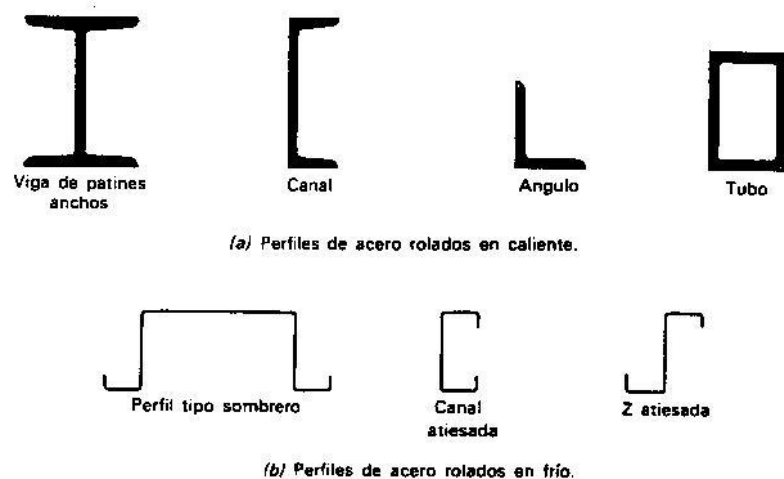 Viga de patines
anchos
Canal
Angulo
Tubo
(a) Perfiles de acero rolados en caliente.
Perfil tipo sombrero
Canal
atiesada
Z atiesada
(b) Perfiles de acero rolados en frío.